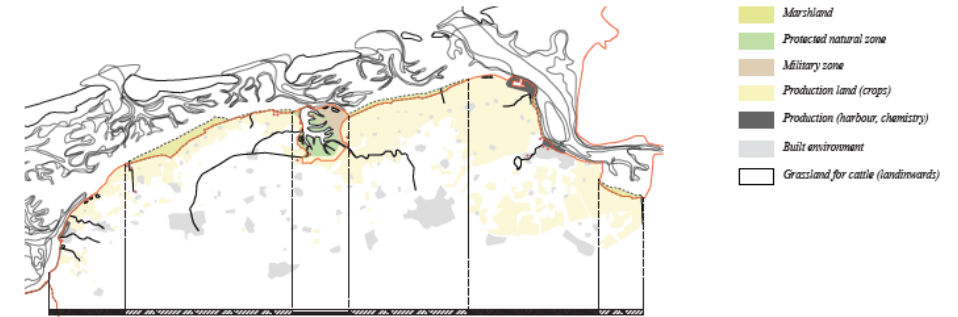 Marshland
Protected natural zone
Military zone
Production land (crops)
Production (harbour, chemistry)
Built environment
Grassland for cattle (landinwards)